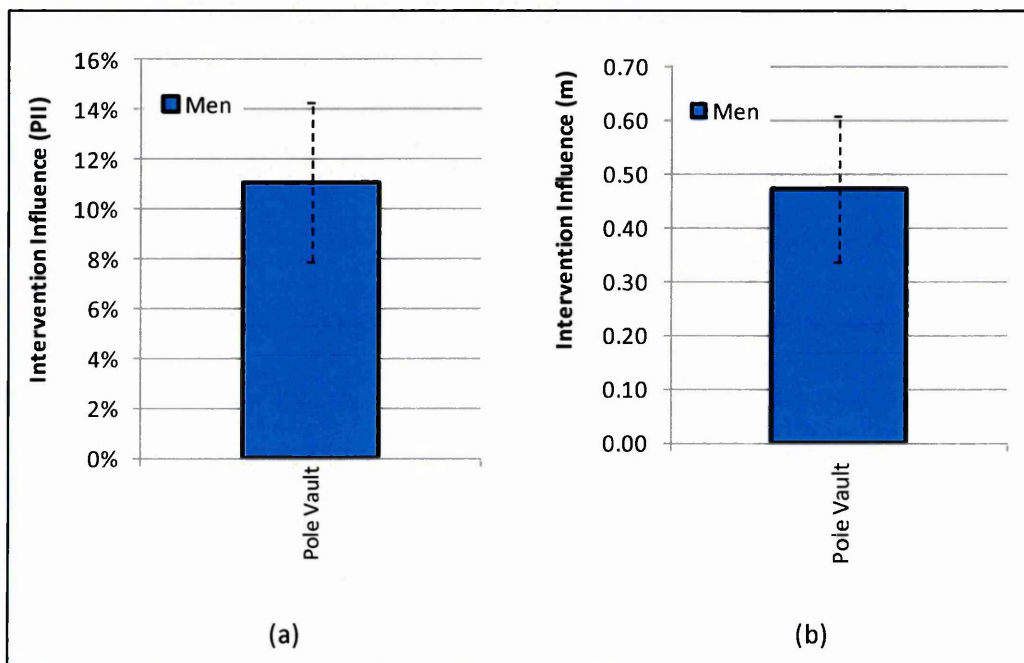 Intervention Influence (PII)
16%
14%
12%
10%
8%
6%
4%
2%
0%
Men
Pole Vault
(a)
Intervention Influence (m)
0.70
0.60
0.50
0.40
0.30
0.20
0.10
0.00
Men
Pole Vault
(b)